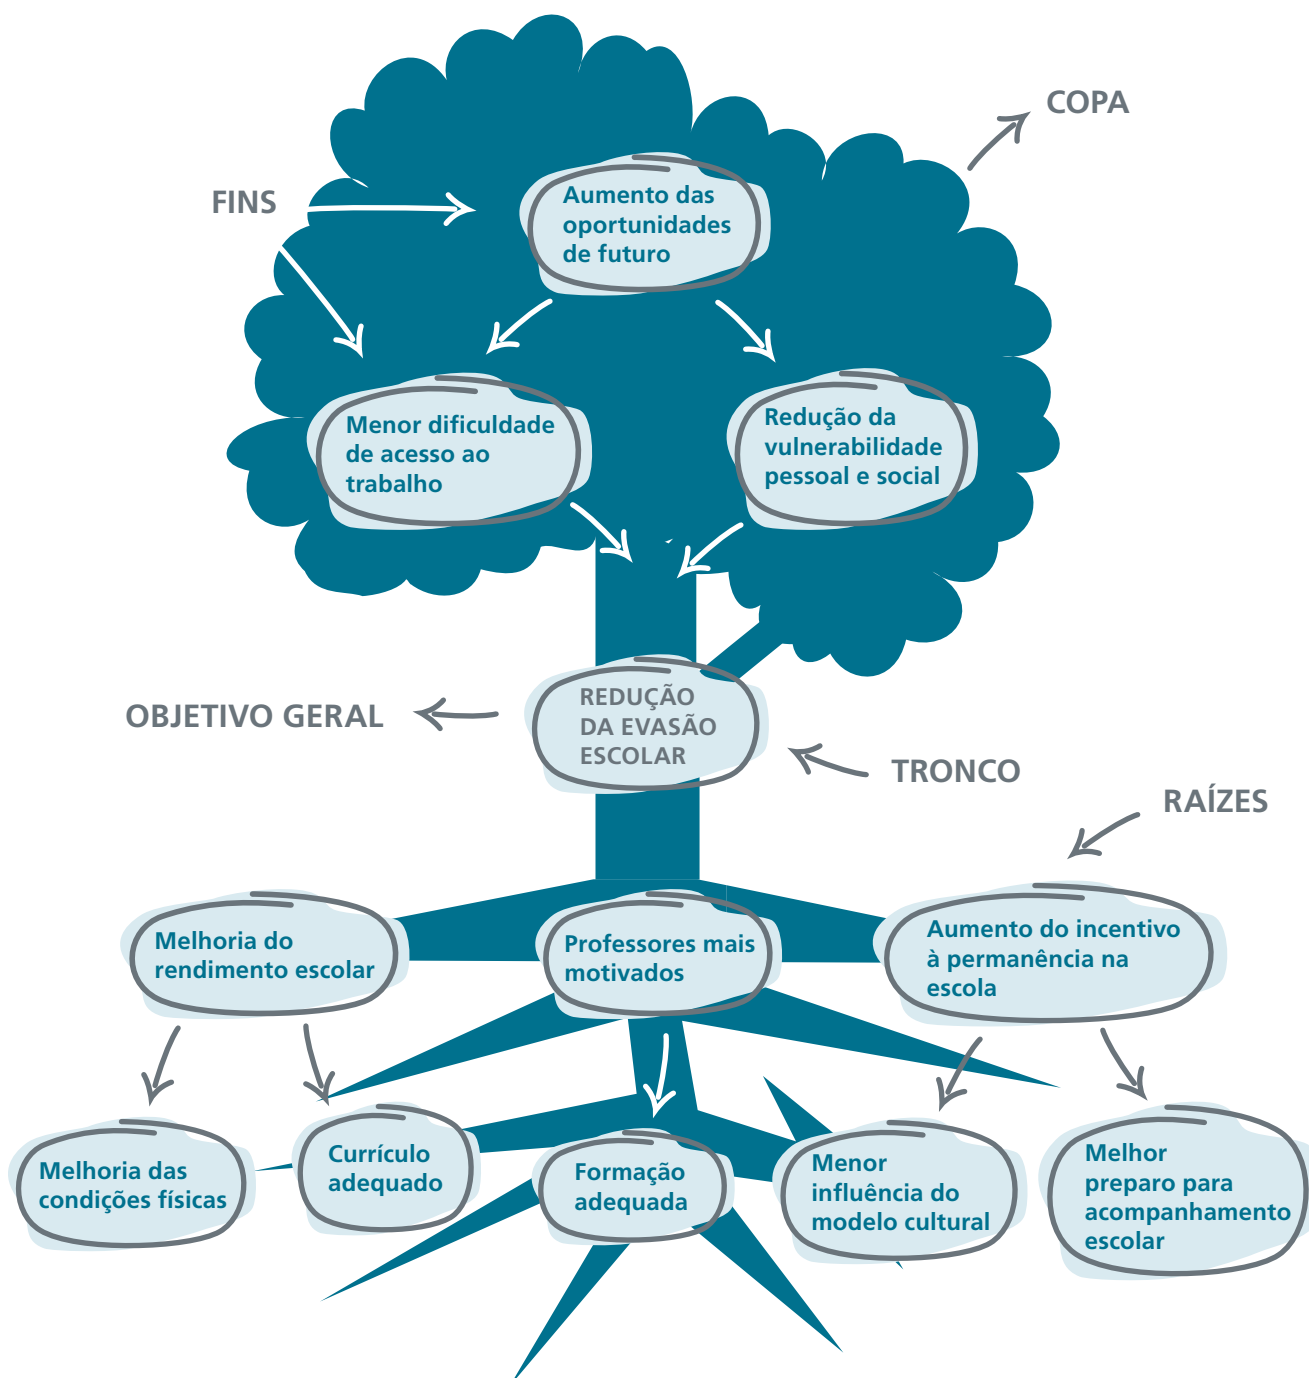 COPA
FINS
Aumento das
oportunidades
de futuro
Menor dificuldade
de acesso ao
trabalho
Redução da
vulnerabilidade
pessoal e social
OBJETIVO GERAL
REDUÇÃO
DA EVASÃO
ESCOLAR
TRONCO
RAÍZES
Melhoria do
rendimento escolar
Professores mais
motivados
Aumento do incentivo
à permanência na
escola
Melhoria das
condições físicas
Currículo
adequado
Formação
adequada
Menor
influência do
modelo cultural
Melhor
preparo para
acompanhamento
escolar